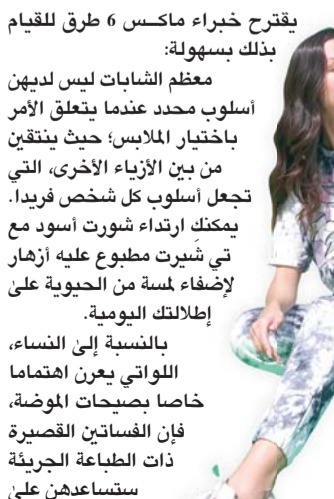 يقترح خبراء ماكــس 6 طرق للقيام
بذلك بسهولة:
معظم الشابات ليس لديهن
أسلوب محدد عندما يتعلق الأمر
باختيار الملابس؛ حيث ينتقين
من بين الأزياء الأخرى، التي
تجعل أسلوب كل شخص فريدا.
يمكنكِ ارتداء شورت أسود مع
تي شيرت مطبوع عليه أزهار
لإضفاء لمسة من الحيوية على
إطلالتك اليومية.
بالنسبة إلى النساء،
اللواتي يعرن اهتماما
خاصا بصيحات الموضة،
فإن الفساتين القصيرة
ذات الطباعة الجريئة
ستساعدهن على